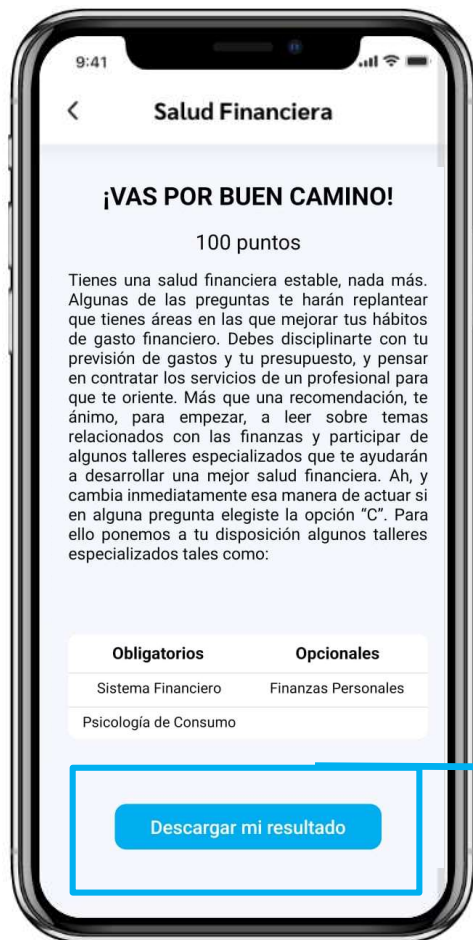 9:41
Salud Financiera
¡VAS POR BUEN CAMINO!
100 puntos
Tienes una salud financiera estable, nada más.
Algunas de las preguntas te harán replantear
que tienes áreas en las que mejorar tus hábitos
de gasto financiero. Debes disciplinarte con tu
previsión de gastos y tu presupuesto, y pensar
en contratar los servicios de un profesional para
que te oriente. Más que una recomendación, te
ánimo, para empezar, a leer sobre temas
relacionados con las finanzas y participar de
algunos talleres especializados que te ayudarán
a desarrollar una mejor salud financiera. Ah, y
cambia inmediatamente esa manera de actuar si
en alguna pregunta elegiste la opción “C”. Para
ello ponemos a tu disposición algunos talleres
especializados tales como:
Obligatorios Opcionales
Sistema Financiero Finanzas Personales
Psicología de Consumo
Descargar mi resultado